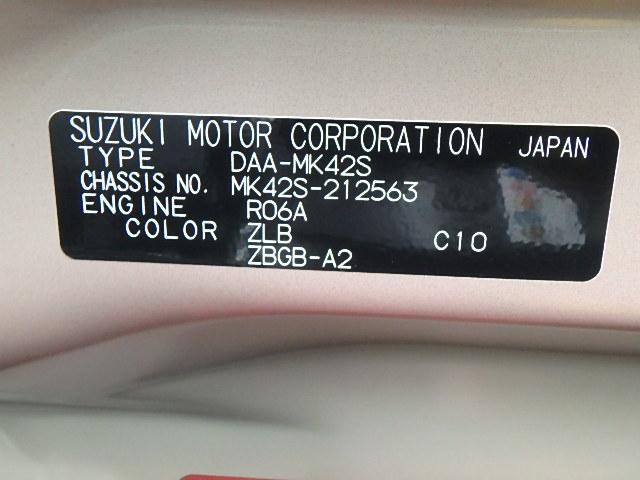 SUZUKI MOTOR CORPORATION JAPAN
TYPE DAA-MK42S
CHASSIS NO. MK42S-212563
ENGINE R06A
COLOR ZLB C10
ZBGB-A2